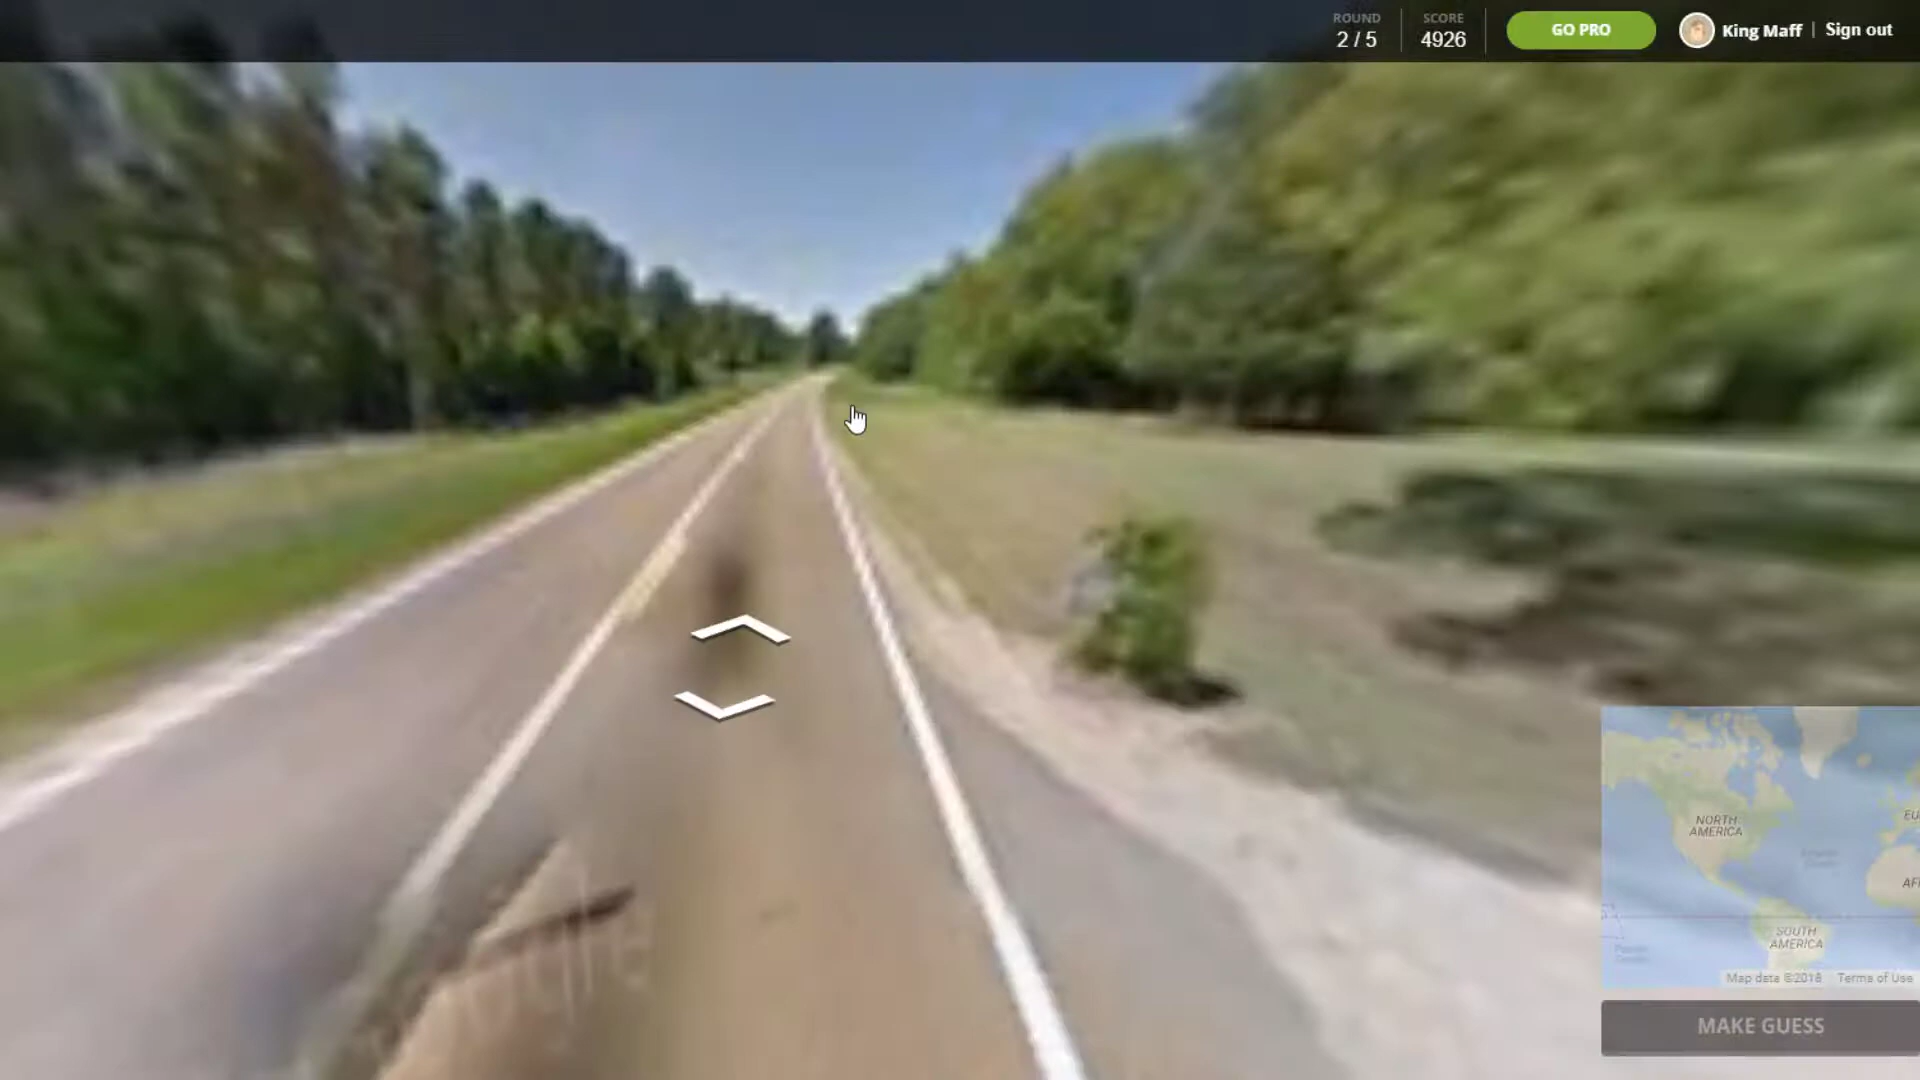 ROUND
2 / 5
SCORE
4926
GO PRO
King Maff
Sign out
NORTH
AMERICA
SOUTH
AMERICA
Map data ©2018
Terms of Use
MAKE GUESS